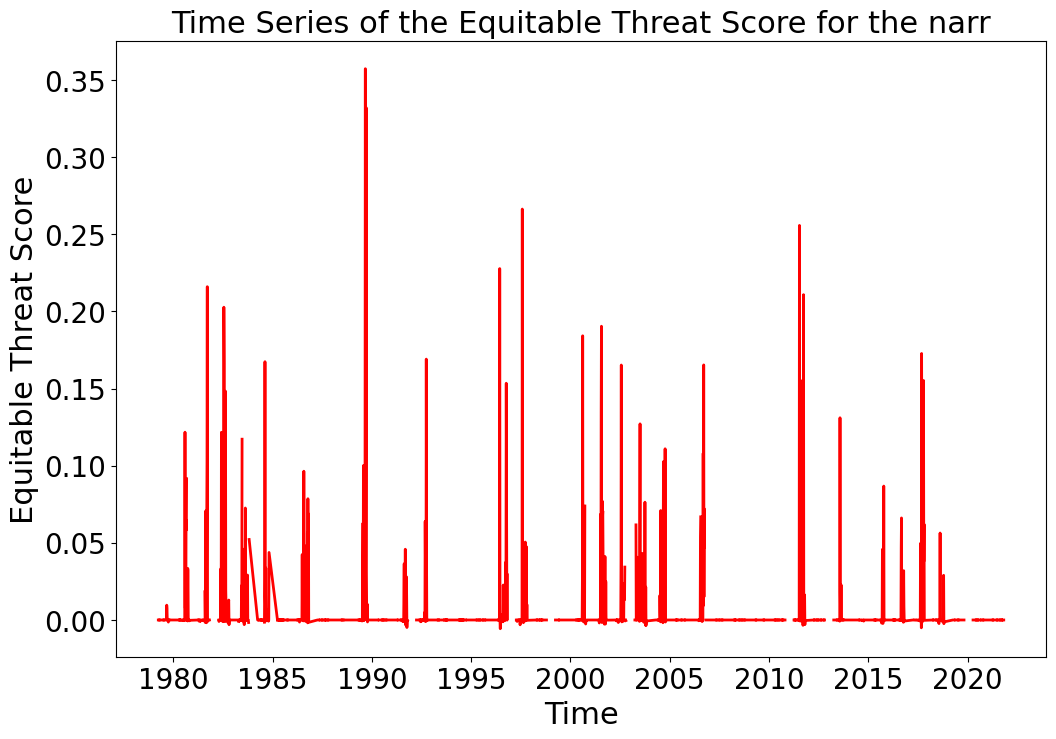 Time Series of the Equitable Threat Score for the narr
Equitable Threat Score
0.35
0.30
0.25
0.20
0.15
0.10
0.05
0.00
1980 1985 1990 1995 2000 2005 2010 2015 2020
Time